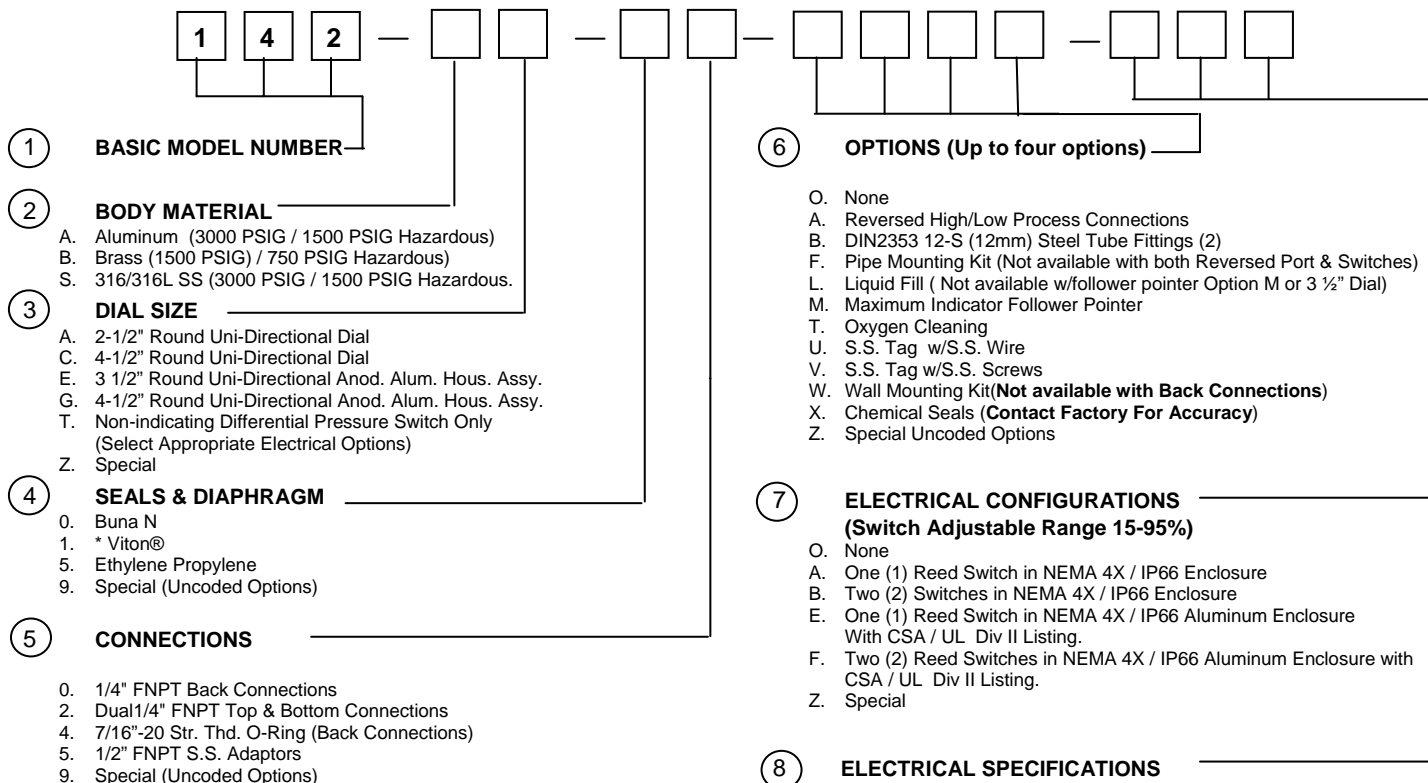 1 4 2 — — —  —
1 BASIC MODEL NUMBER
2 BODY MATERIAL
A. Aluminum (3000 PSIG / 1500 PSIG Hazardous)
B. Brass (1500 PSIG) / 750 PSIG Hazardous)
S. 316/316L SS (3000 PSIG / 1500 PSIG Hazardous.
3 DIAL SIZE
A. 2-1/2" Round Uni-Directional Dial
C. 4-1/2” Round Uni-Directional Dial
E. 3 1/2” Round Uni-Directional Anod. Alum. Hous. Assy.
G. 4-1/2” Round Uni-Directional Anod. Alum. Hous. Assy.
T. Non-indicating Differential Pressure Switch Only
(Select Appropriate Electrical Options)
Z. Special
4 SEALS & DIAPHRAGM
0. Buna N
1. * Viton®
5. Ethylene Propylene
9. Special (Uncoded Options)
5 CONNECTIONS
0. 1/4" FNPT Back Connections
2. Dual1/4" FNPT Top & Bottom Connections
4. 7/16”-20 Str. Thd. O-Ring (Back Connections)
5. 1/2” FNPT S.S. Adaptors
9. Special (Uncoded Options)
6 OPTIONS (Up to four options)
O. None
A. Reversed High/Low Process Connections
B. DIN2353 12-S (12mm) Steel Tube Fittings (2)
F. Pipe Mounting Kit (Not available with both Reversed Port & Switches)
L. Liquid Fill ( Not available w/follower pointer Option M or 3 ½” Dial)
M. Maximum Indicator Follower Pointer
T. Oxygen Cleaning
U. S.S. Tag w/S.S. Wire
V. S.S. Tag w/S.S. Screws
W. Wall Mounting Kit(Not available with Back Connections)
X. Chemical Seals (Contact Factory For Accuracy)
Z. Special Uncoded Options
7 ELECTRICAL CONFIGURATIONS
(Switch Adjustable Range 15-95%)
O. None
A. One (1) Reed Switch in NEMA 4X / IP66 Enclosure
B. Two (2) Switches in NEMA 4X / IP66 Enclosure
E. One (1) Reed Switch in NEMA 4X / IP66 Aluminum Enclosure
With CSA / UL Div II Listing.
F. Two (2) Reed Switches in NEMA 4X / IP66 Aluminum Enclosure with
CSA / UL Div II Listing.
Z. Special
8 ELECTRICAL SPECIFICATIONS